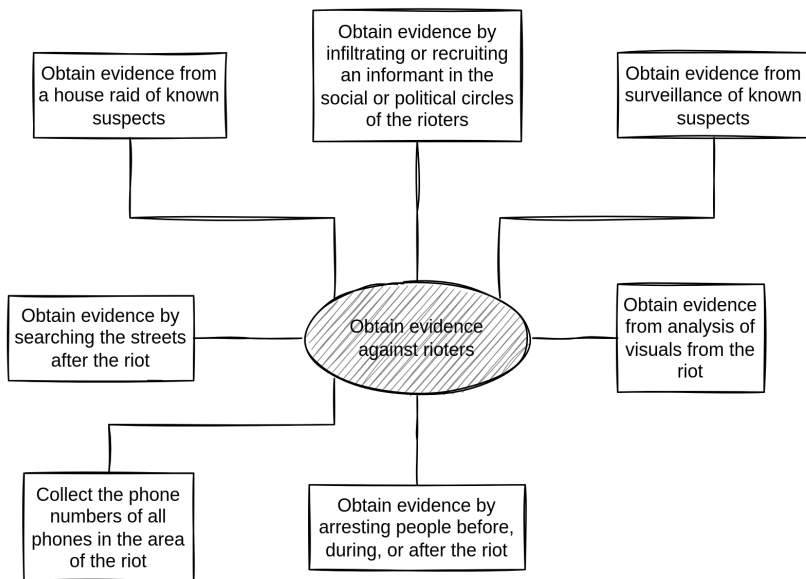 Obtain evidence from
a house raid of known
suspects
Obtain evidence by
infiltrating or recruiting
an informant in the
social or political circles
of the rioters
Obtain evidence from
surveillance of known
suspects
Obtain evidence by
searching the streets
after the riot
Obtain evidence
against rioters
Obtain evidence
from analysis of
visuals from the
riot
Collect the phone
numbers of all
phones in the area
of the riot
Obtain evidence by
arresting people before,
during, or after the riot